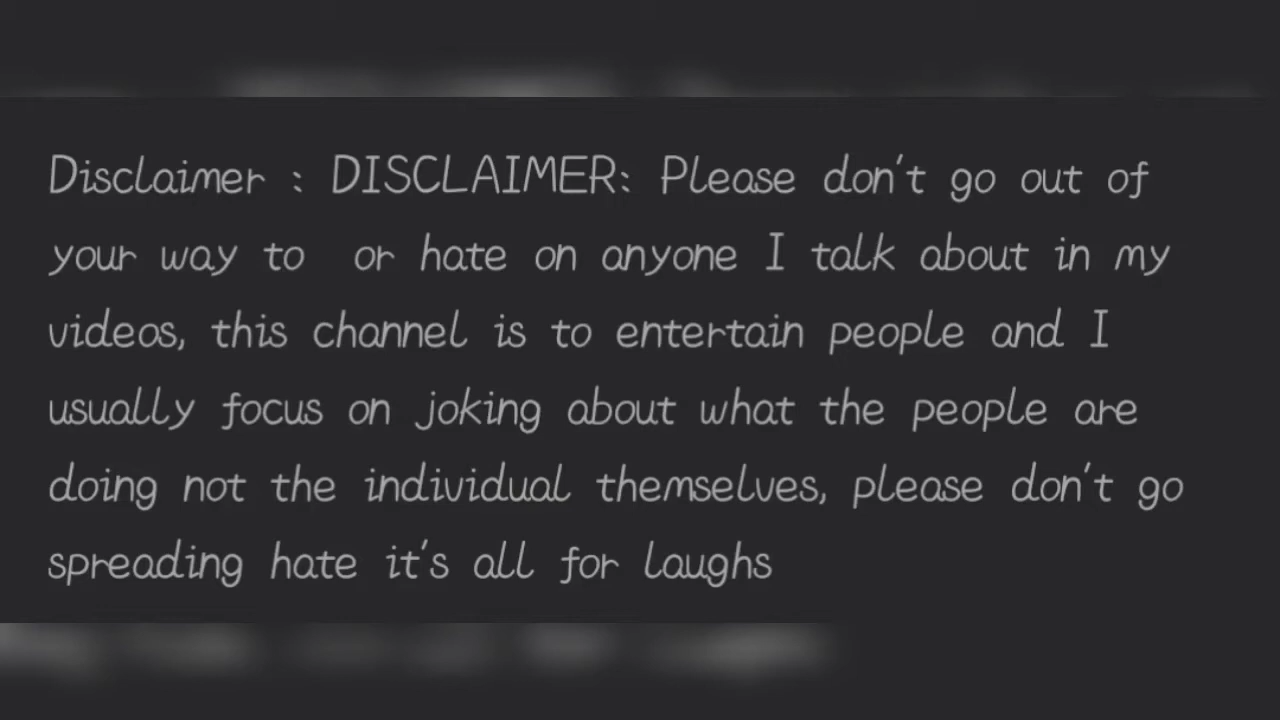 Disclaimer : DISCLAIMER: Please don't go out of
your way to or hate on anyone I talk about in my
videos, this channel is to entertain people and I
usually focus on joking about what the people are
doing not the individual themselves, please don't go
spreading hate it's all for laughs